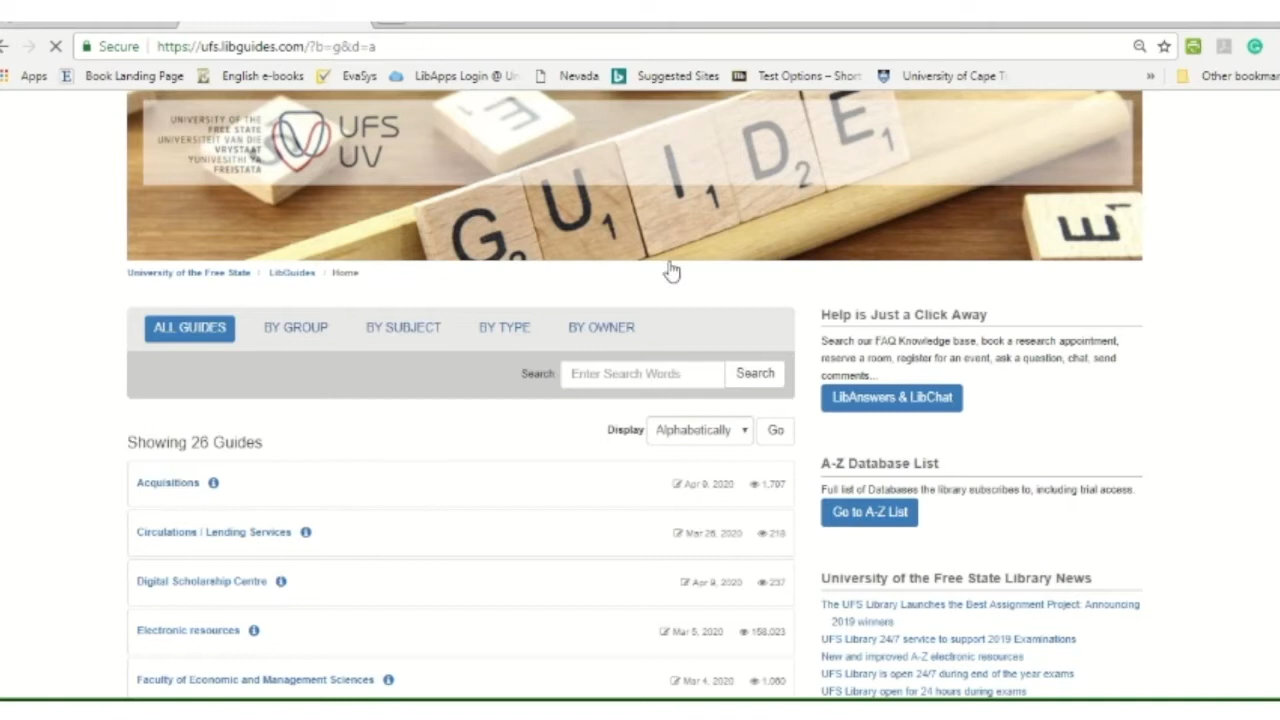 Secure https://ufs.libguides.com/?b=g&d=a
Apps Book Landing Page English e-books EvaSys LibApps Login @ Nevada Suggested Sites Test Options – Short University of Cape » Other
UNIVERSITY OF THE
FREE STATE
UNIVERSITEIT VAN DIE
VRYSTAAT
YUNIVESITHI YA
FREISTATA
UFS
UV
E
G U 1 I 1 D 2 E 1
E 1
University of the Free State LibGuides Home
ALL GUIDES BY GROUP BY SUBJECT BY TYPE BY OWNER
Search Enter Search Words Search
Display Alphabetically Go
Showing 26 Guides
Acquisitions Apr 9, 2020 1,797
Circulations | Lending Services Mar 26, 2020 218
Digital Scholarship Centre Apr 9, 2020 237
Electronic resources Mar 5, 2020 158,023
Faculty of Economic and Management Sciences Mar 4, 2020 1,060
Help is Just a Click Away
Search our FAQ Knowledge base, book a research appointment,
reserve a room, register for an event, ask a question, chat, send
comments...
LibAnswers & LibChat
A-Z Database List
Full list of Databases the library subscribes to, including trial access.
Go to A-Z List
University of the Free State Library News
The UFS Library Launches the Best Assignment Project: Announcing
2019 winners
UFS Library 24/7 service to support 2019 Examinations
New and improved A-Z electronic resources
UFS Library is open 24/7 during end of the year exams
UFS Library open for 24 hours during exams